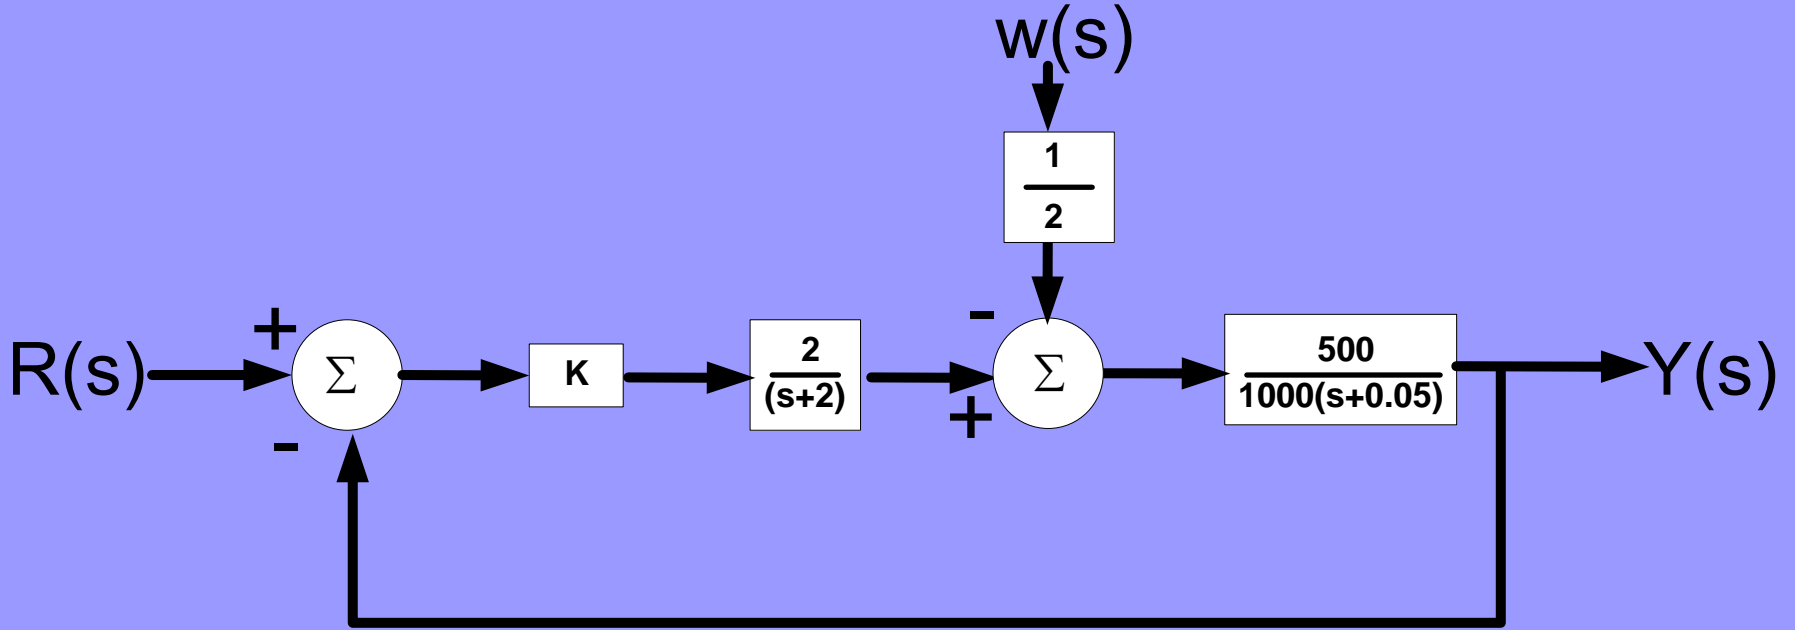 w(s)
1
2
-
+
R(s)
Σ
K
2
(s+2)
Σ
500
1000(s+0.05)
Y(s)
-
+